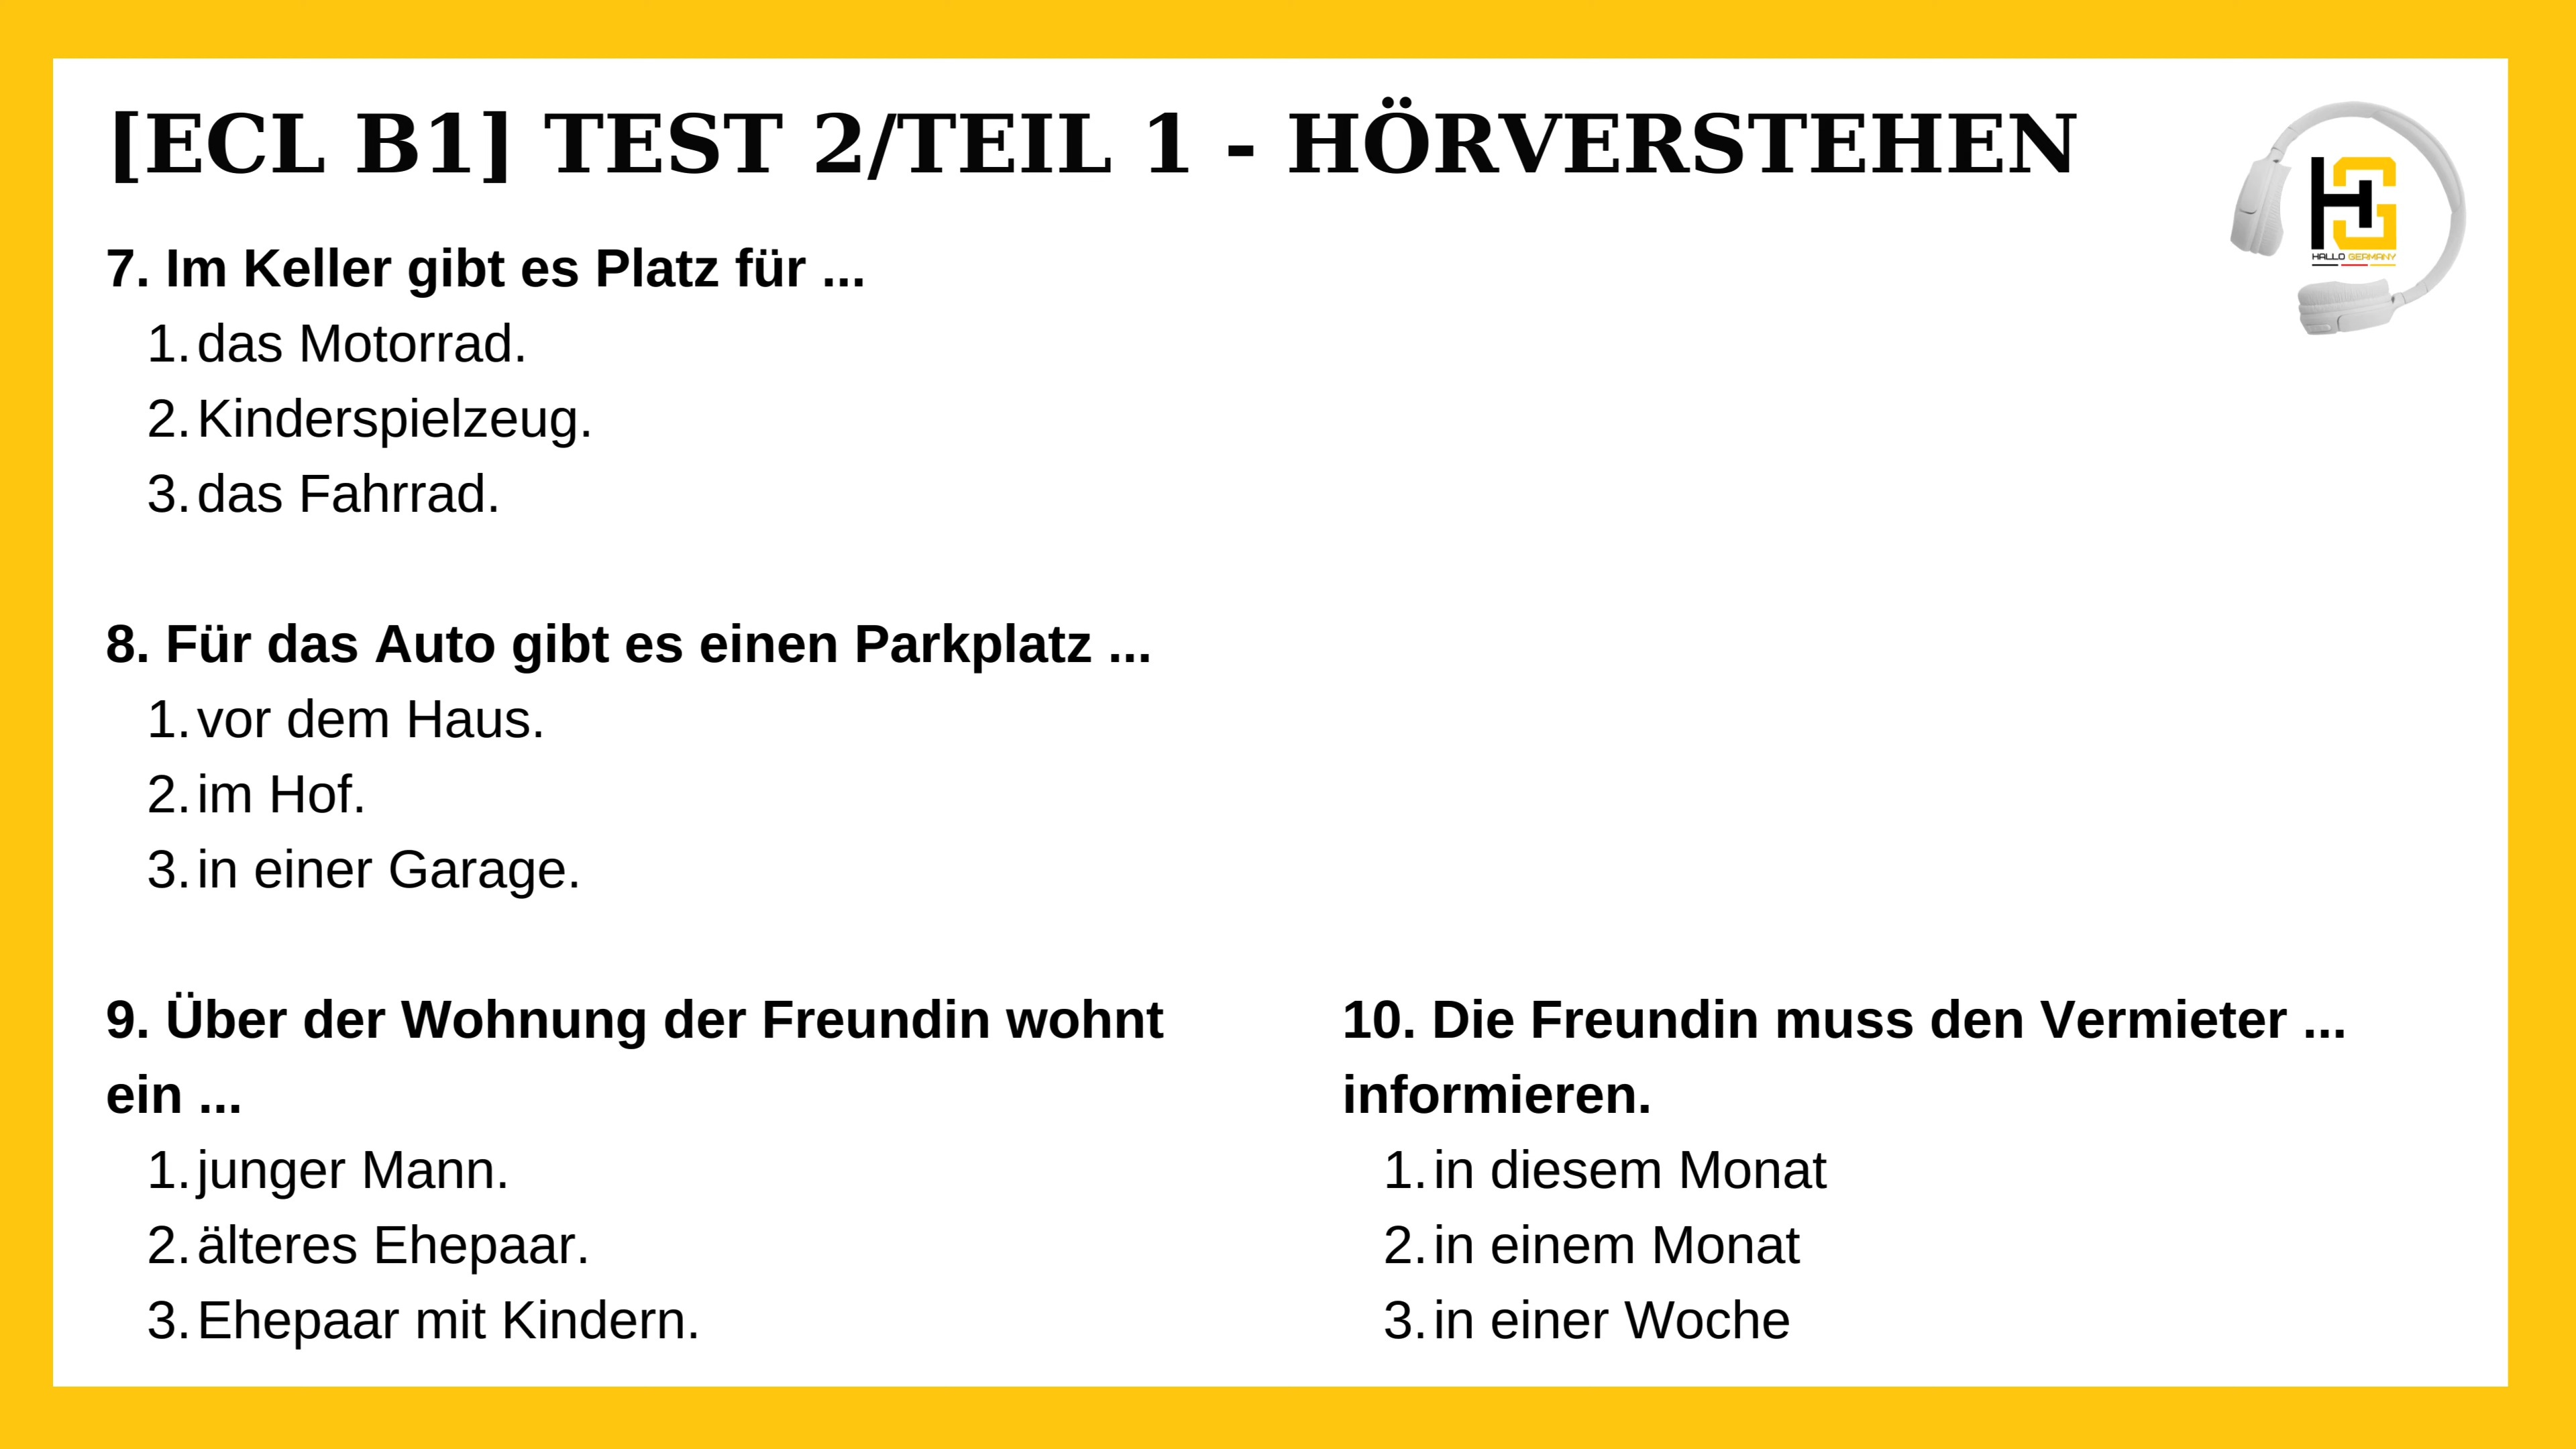 [ECL B1] TEST 2/TEIL 1 - HÖRVERSTEHEN
HG
HALLO GERMANY
7. Im Keller gibt es Platz für ...
1. das Motorrad.
2. Kinderspielzeug.
3. das Fahrrad.
8. Für das Auto gibt es einen Parkplatz ...
1. vor dem Haus.
2. im Hof.
3. in einer Garage.
9. Über der Wohnung der Freundin wohnt
ein ...
1. junger Mann.
2. älteres Ehepaar.
3. Ehepaar mit Kindern.
10. Die Freundin muss den Vermieter ...
informieren.
1. in diesem Monat
2. in einem Monat
3. in einer Woche